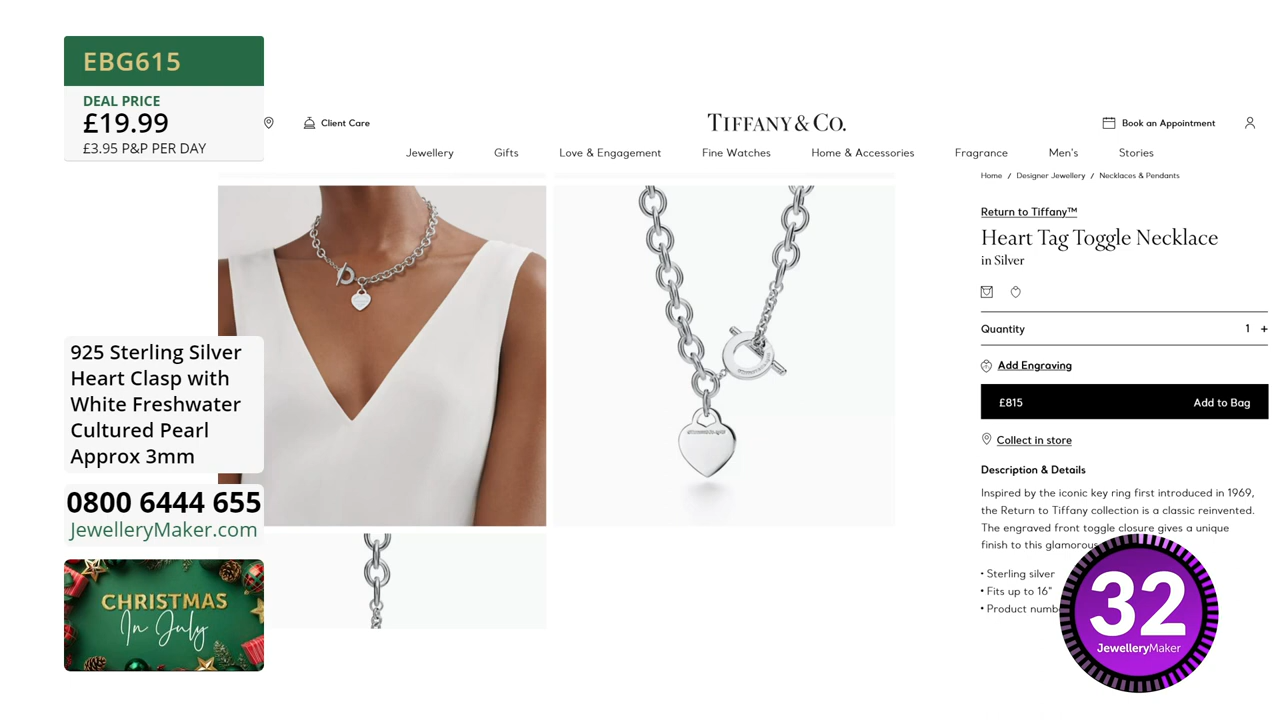 EBG615
DEAL PRICE
£19.99
£3.95 P&P PER DAY
Client Care
TIFFANY & CO.
Book an Appointment
Jewellery Gifts Love & Engagement Fine Watches Home & Accessories Fragrance Men's Stories
Home / Designer Jewellery / Necklaces & Pendants
Return to Tiffany™
Heart Tag Toggle Necklace
in Silver
Quantity 1 +
Add Engraving
£815 Add to Bag
Collect in store
Description & Details
Inspired by the iconic key ring first introduced in 1969,
the Return to Tiffany collection is a classic reinvented.
The engraved front toggle closure gives a unique
finish to this glamorous
• Sterling silver
• Fits up to 16"
• Product numb
925 Sterling Silver
Heart Clasp with
White Freshwater
Cultured Pearl
Approx 3mm
0800 6444 655
JewelleryMaker.com
CHRISTMAS
In July
32
JewelleryMaker